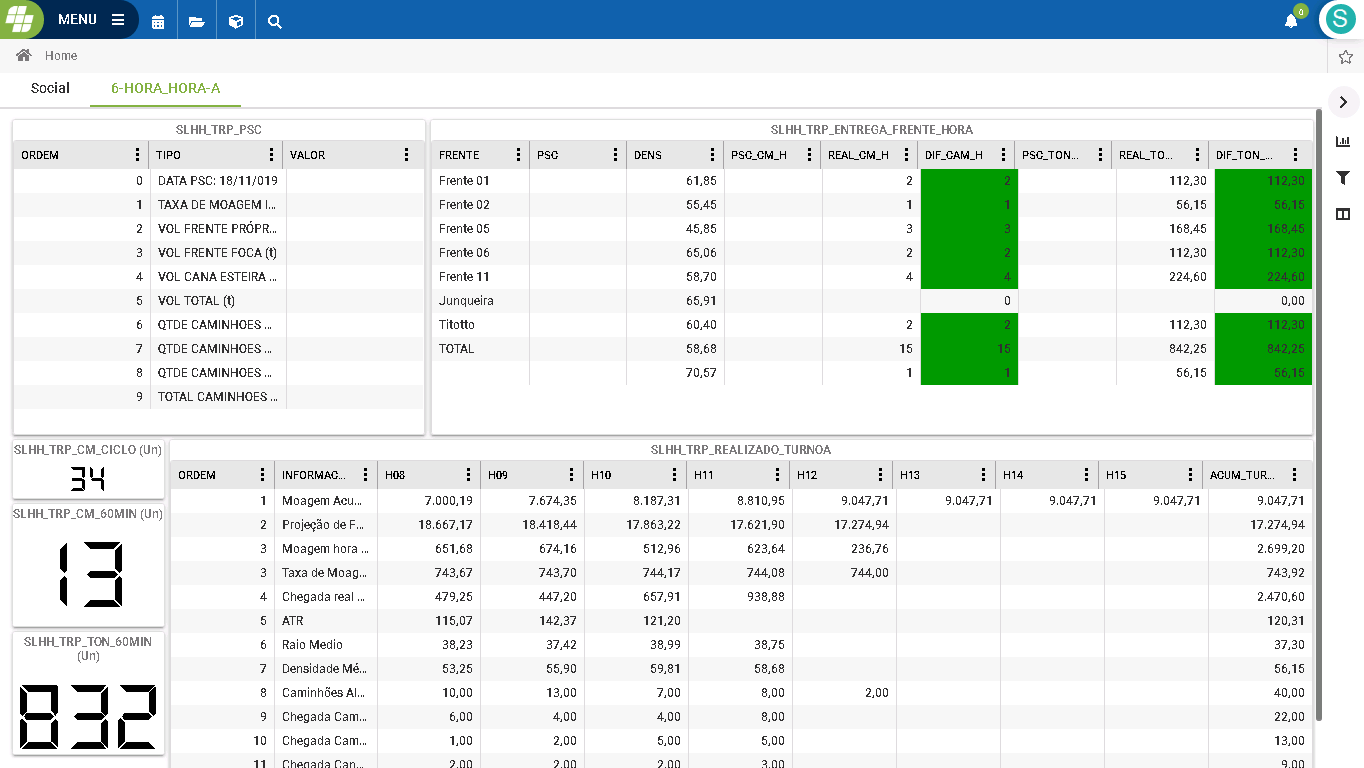 MENU
0
S
Home
Social 6-HORA_HORA-A
SLHH_TRP_PSC
ORDEM TIPO VALOR
0 DATA PSC: 18/11/019
1 TAXA DE MOAGEM I...
2 VOL FRENTE PRÓPR...
3 VOL FRENTE FOCA (t)
4 VOL CANA ESTEIRA ...
5 VOL TOTAL (t)
6 QTDE CAMINHOES ...
7 QTDE CAMINHOES ...
8 QTDE CAMINHOES ...
9 TOTAL CAMINHOES ...
SLHH_TRP_ENTREGA_FRENTE_HORA
FRENTE PSC DENS PSC_CM_H REAL_CM_H DIF_CAM_H PSC_TON... REAL_TO... DIF_TON_...
Frente 01 61,85 2 2 112,30 112,30
Frente 02 55,45 1 1 56,15 56,15
Frente 05 45,85 3 3 168,45 168,45
Frente 06 65,06 2 2 112,30 112,30
Frente 11 58,70 4 4 224,60 224,60
Junqueira 65,91 0 0,00
Titotto 60,40 2 2 112,30 112,30
TOTAL 58,68 15 15 842,25 842,25
70,57 1 1 56,15 56,15
SLHH_TRP_CM_CICLO (Un)
34
SLHH_TRP_CM_60MIN (Un)
13
SLHH_TRP_TON_60MIN
(Un)
832
SLHH_TRP_REALIZADO_TURNOA
ORDEM INFORMAC... H08 H09 H10 H11 H12 H13 H14 H15 ACUM_TUR...
1 Moagem Acu... 7.000,19 7.674,35 8.187,31 8.810,95 9.047,71 9.047,71 9.047,71 9.047,71 9.047,71
2 Projeção de F... 18.667,17 18.418,44 17.863,22 17.621,90 17.274,94 17.274,94
3 Moagem hora ... 651,68 674,16 512,96 623,64 236,76 2.699,20
3 Taxa de Moag... 743,67 743,70 744,17 744,08 744,00 743,92
4 Chegada real ... 479,25 447,20 657,91 938,88 2.470,60
5 ATR 115,07 142,37 121,20 120,31
6 Raio Medio 38,23 37,42 38,99 38,75 37,30
7 Densidade Mé... 53,25 55,90 59,81 58,68 56,15
8 Caminhões Al... 10,00 13,00 7,00 8,00 2,00 40,00
9 Chegada Cam... 6,00 4,00 4,00 8,00 22,00
10 Chegada Cam... 1,00 2,00 5,00 5,00 13,00
11 Chegada Can... 2,00 2,00 2,00 3,00 9,00